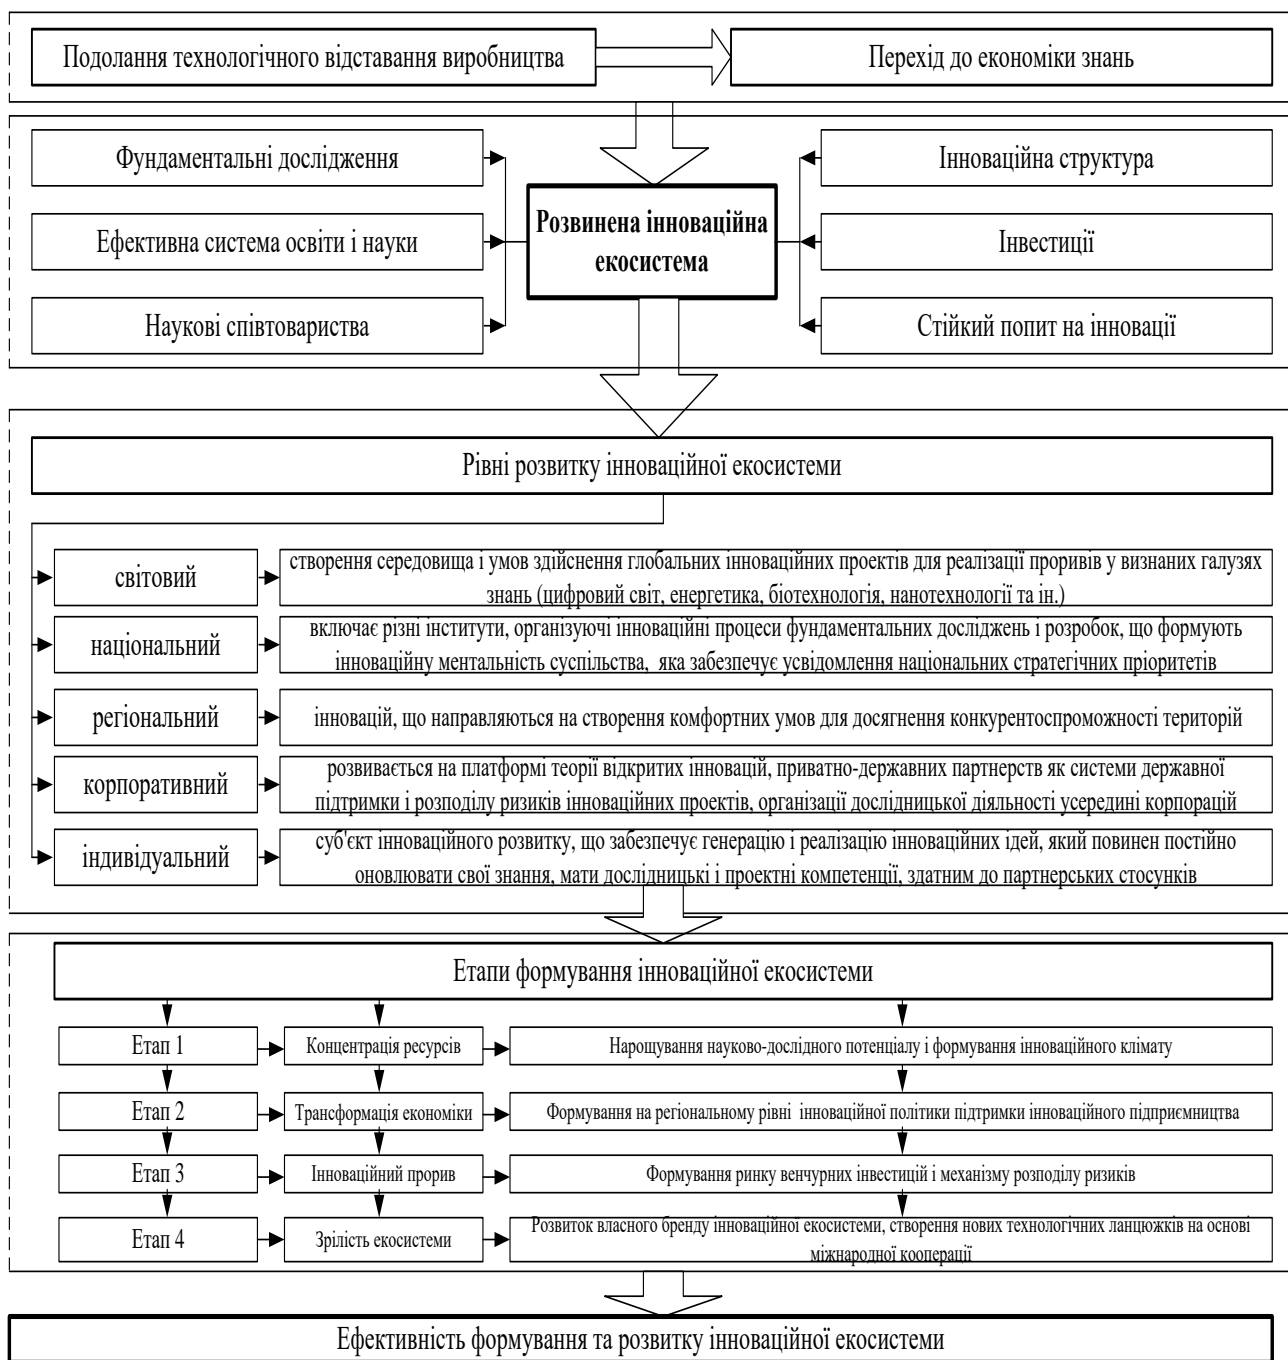 Подолання технологічного відставання виробництва
Перехід до економіки знань
Фундаментальні дослідження
Інноваційна структура
Розвинена інноваційна
екосистема
Ефективна система освіти і науки
Інвестиції
Наукові співтовариства
Стійкий попит на інновації
Рівні розвитку інноваційної екосистеми
світовий
створення середовища і умов здійснення глобальних інноваційних проектів для реалізації проривів у визнаних галузях
знань (цифровий світ, енергетика, біотехнологія, нанотехнології та ін.)
національний
включає різні інститути, організуючі інноваційні процеси фундаментальних досліджень і розробок, що формують
інноваційну ментальність суспільства, яка забезпечує усвідомлення національних стратегічних пріоритетів
регіональний
інновацій, що направляються на створення комфортних умов для досягнення конкурентоспроможності територій
корпоративний
розвивається на платформі теорії відкритих інновацій, приватно-державних партнерств як системи державної
підтримки і розподілу ризиків інноваційних проектів, організації дослідницької діяльності усередині корпорацій
індивідуальний
суб'єкт інноваційного розвитку, що забезпечує генерацію і реалізацію інноваційних ідей, який повинен постійно
оновлювати свої знання, мати дослідницькі і проектні компетенції, здатним до партнерських стосунків
Етапи формування інноваційної екосистеми
Етап 1
Концентрація ресурсів
Нарощування науково-дослідного потенціалу і формування інноваційного клімату
Етап 2
Трансформація економіки
Формування на регіональному рівні інноваційної політики підтримки інноваційного підприємництва
Етап 3
Інноваційний прорив
Формування ринку венчурних інвестицій і механізму розподілу ризиків
Етап 4
Зрілість екосистеми
Розвиток власного бренду інноваційної екосистеми, створення нових технологічних ланцюжків на основі
міжнародної кооперації
Ефективність формування та розвитку інноваційної екосистеми